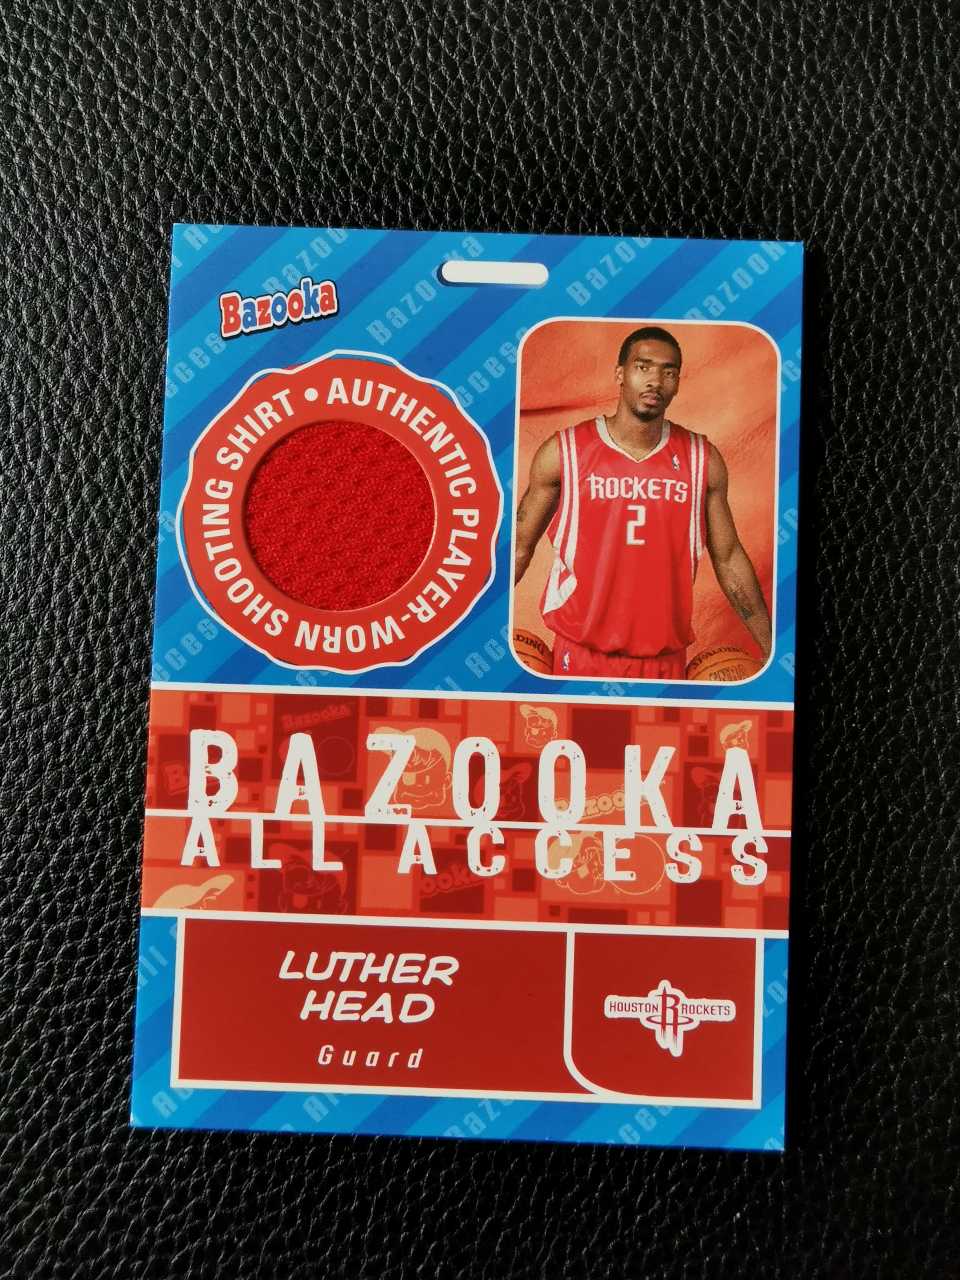 Bazooka
AUTHENTIC PLAYER-WORN SHOOTING SHIRT •
ROCKETS
2
BAZOOKA
ALL ACCESS
LUTHER
HEAD
Guard
HOUSTON R ROCKETS